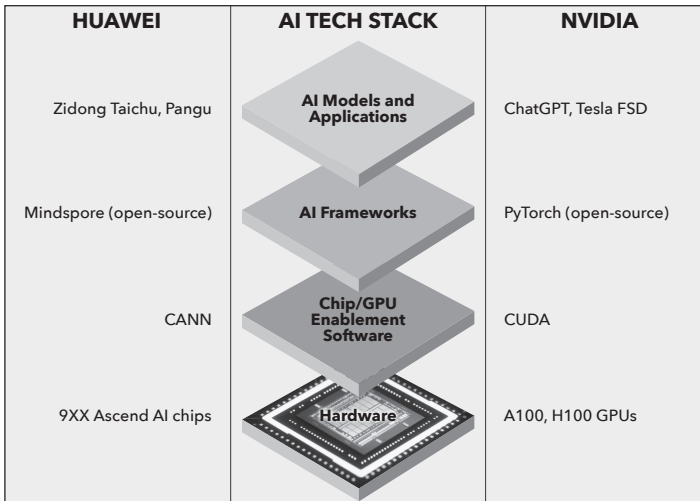 HUAWEI
AI TECH STACK
NVIDIA
Zidong Taichu, Pangu
AI Models and
Applications
ChatGPT, Tesla FSD
Mindspore (open-source)
AI Frameworks
PyTorch (open-source)
CANN
Chip/GPU
Enablement
Software
CUDA
9XX Ascend AI chips
Hardware
A100, H100 GPUs